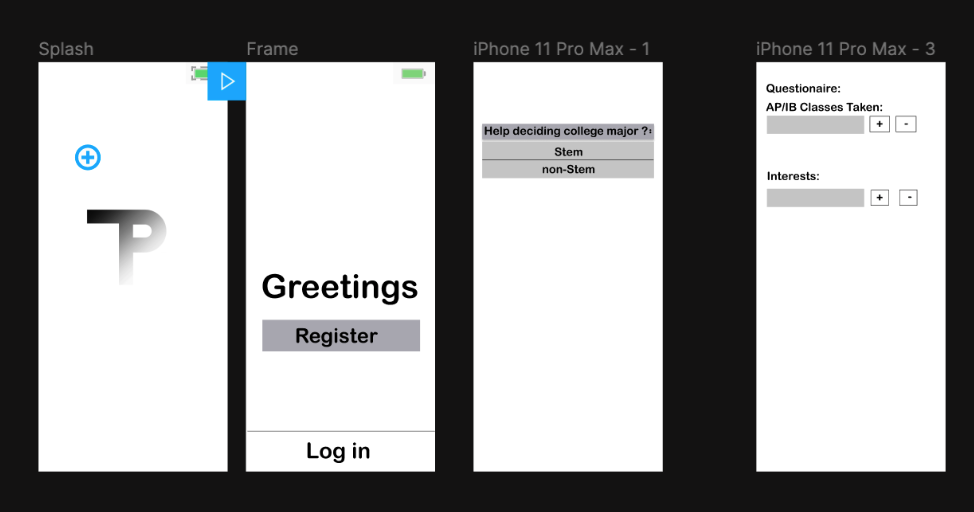 Splash
Frame
iPhone 11 Pro Max - 1
iPhone 11 Pro Max - 3
TP
Greetings
Register
Log in
Help deciding college major ?:
Stem
non-Stem
Questionaire:
AP/IB Classes Taken:
+ -
Interests:
+ -